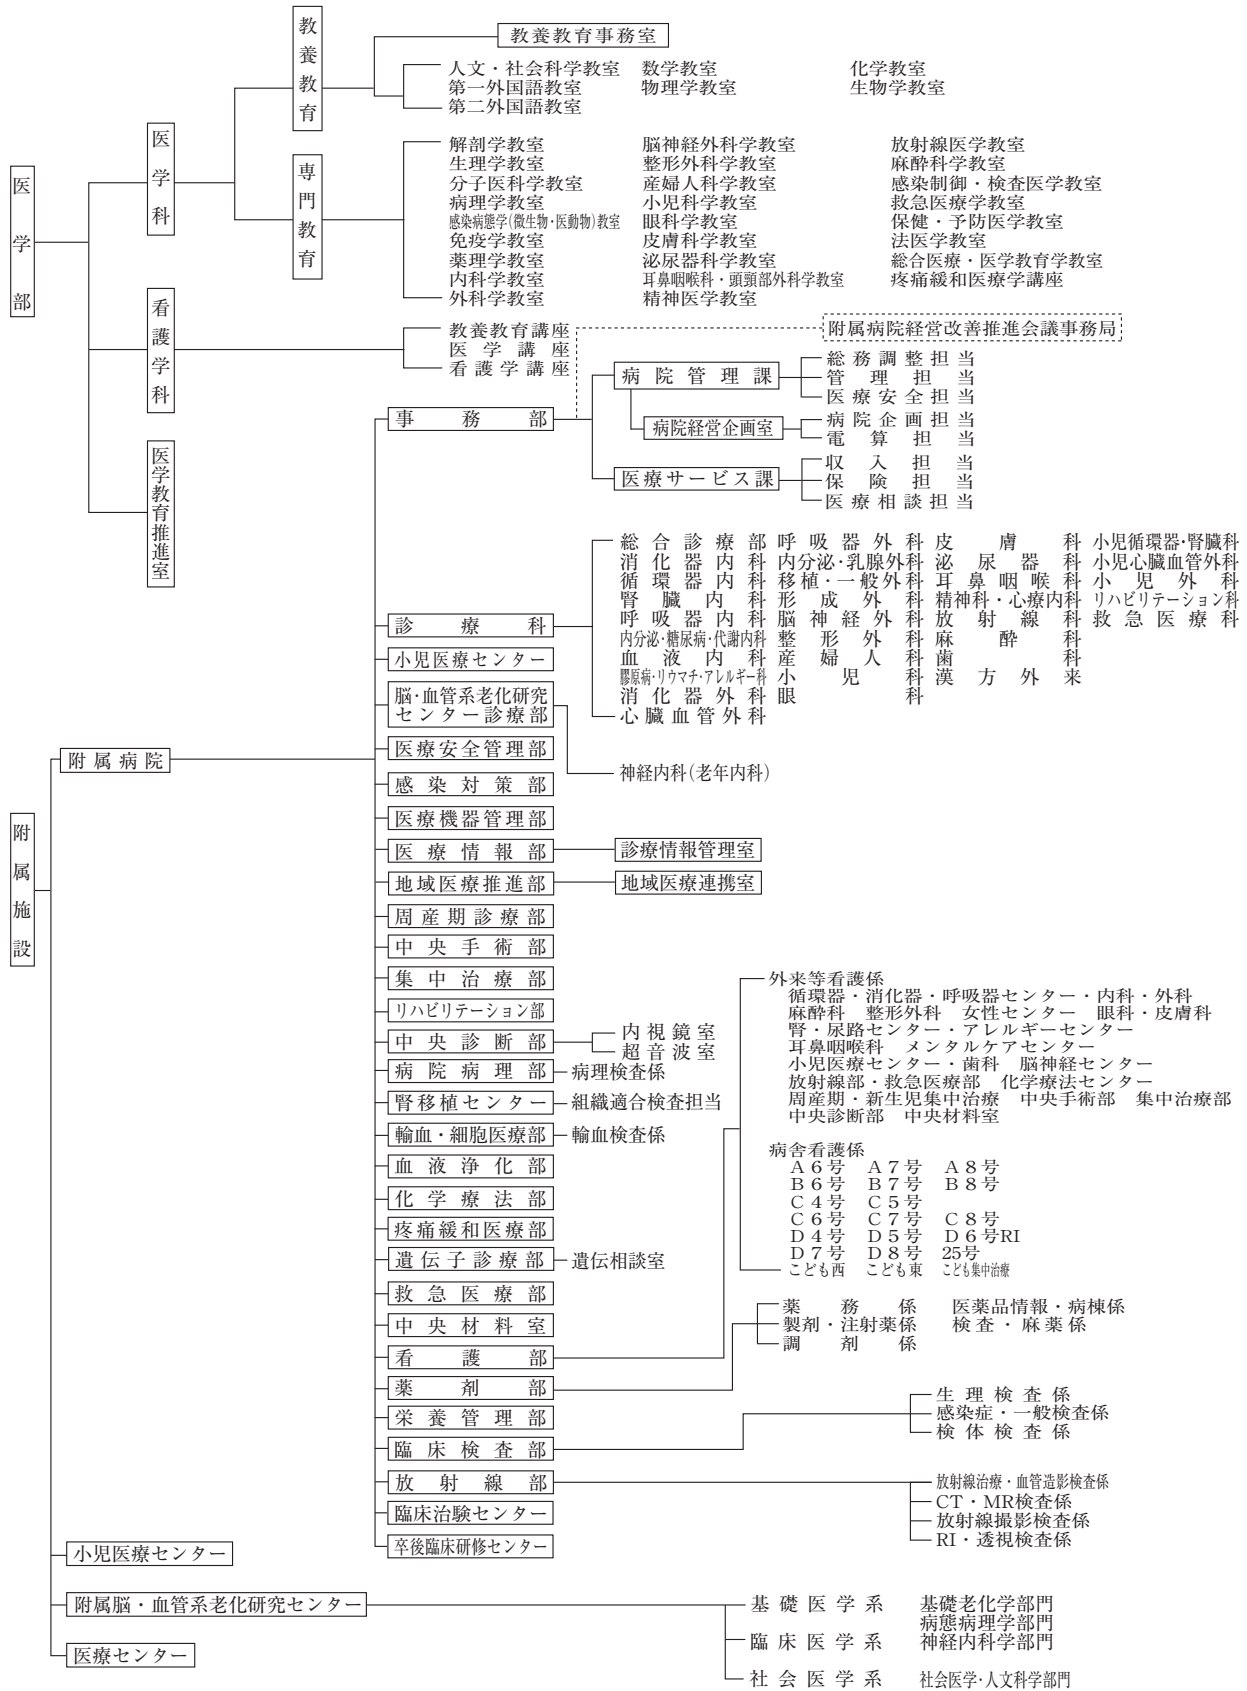 医学部
医学科
教養教育
教養教育事務室
人文・社会科学教室 数学教室 化学教室
第一外国語教室 物理学教室 生物学教室
第二外国語教室
専門教育
解剖学教室 脳神経外科学教室 放射線医学教室
生理学教室 整形外科学教室 麻酔科学教室
分子医科学教室 産婦人科学教室 感染制御・検査医学教室
病理学教室 小児科学教室 救急医療学教室
感染病態学(微生物・医動物)教室 眼科学教室 保健・予防医学教室
免疫学教室 皮膚科学教室 法医学教室
薬理学教室 泌尿器科学教室 総合医療・医学教育学教室
内科学教室 耳鼻咽喉科・頭頸部外科学教室 疼痛緩和医療学講座
外科学教室 精神医学教室
看護学科
教養教育講座
医学講座
看護学講座
医学教育推進室
附属施設
附属病院
附属病院経営改善推進会議事務局
事務部
病院管理課
総務調整担当
管理担当
医療安全担当
病院経営企画室
病院企画担当
電算担当
医療サービス課
収入担当
保険担当
医療相談担当
診療科
総合診療部 呼吸器外科 皮膚科 小児循環器・腎臓科
消化器内科 内分泌・乳腺外科 泌尿器科 小児心臓血管外科
循環器内科 移植・一般外科 耳鼻咽喉科 小児外科
腎臓内科 形成外科 精神科・心療内科 リハビリテーション科
呼吸器内科 脳神経外科 放射線科 救急医療科
内分泌・糖尿病・代謝内科 整形外科 麻酔科
血液内科 産婦人科 歯科
膠原病・リウマチ・アレルギー科 小児科 漢方外来
消化器外科 眼科
心臓血管外科
小児医療センター
脳・血管系老化研究
センター診療部
神経内科(老年内科)
医療安全管理部
感染対策部
医療機器管理部
医療情報部 診療情報管理室
地域医療推進部 地域医療連携室
周産期診療部
中央手術部
集中治療部
リハビリテーション部
中央診断部
内視鏡室
超音波室
病院病理部 病理検査係
腎移植センター 組織適合検査担当
輸血・細胞医療部 輸血検査係
血液浄化部
化学療法部
疼痛緩和医療部
遺伝子診療部 遺伝相談室
救急医療部
中央材料室
看護部
外来等看護係
循環器・消化器・呼吸器センター・内科・外科
麻酔科 整形外科 女性センター 眼科・皮膚科
腎・尿路センター・アレルギーセンター
耳鼻咽喉科 メンタルケアセンター
小児医療センター・歯科 脳神経センター
放射線部・救急医療部 化学療法センター
周産期・新生児集中治療 中央手術部 集中治療部
中央診断部 中央材料室
病舎看護係
A6号 A7号 A8号
B6号 B7号 B8号
C4号 C5号
C6号 C7号 C8号
D4号 D5号 D6号RI
D7号 D8号 25号
こども西 こども東 こども集中治療
薬剤部
薬務係 医薬品情報・病棟係
製剤・注射薬係 検査・麻薬係
調剤係
栄養管理部
臨床検査部
生理検査係
感染症・一般検査係
検体検査係
放射線部
放射線治療・血管造影検査係
CT・MR検査係
放射線撮影検査係
RI・透視検査係
臨床治験センター
卒後臨床研修センター
小児医療センター
附属脳・血管系老化研究センター
基礎医学系 基礎老化学部門
病態病理学部門
臨床医学系 神経内科学部門
社会医学系 社会医学・人文科学部門
医療センター